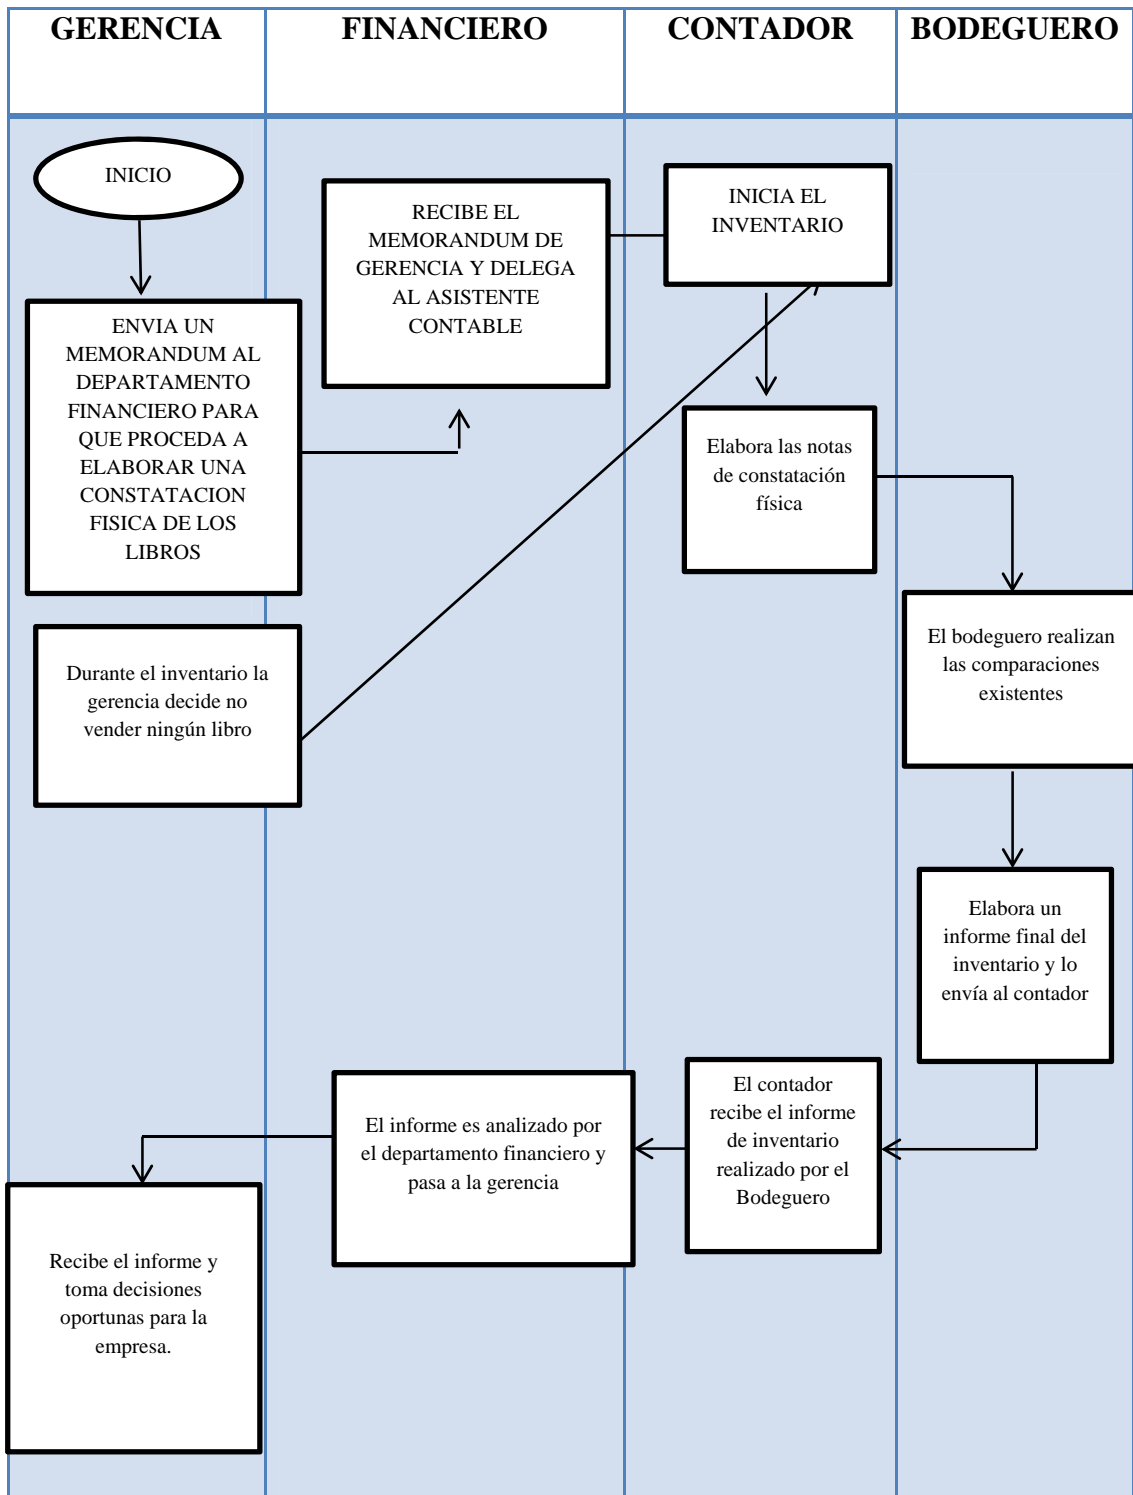 GERENCIA
FINANCIERO
CONTADOR
BODEGUERO
INICIO
ENVIA UN
MEMORANDUM AL
DEPARTAMENTO
FINANCIERO PARA
QUE PROCEDA A
ELABORAR UNA
CONSTATACION
FISICA DE LOS
LIBROS
RECIBE EL
MEMORANDUM DE
GERENCIA Y DELEGA
AL ASISTENTE
CONTABLE
INICIA EL
INVENTARIO
Elabora las notas
de constatación
física
Durante el inventario la
gerencia decide no
vender ningún libro
El bodeguero realizan
las comparaciones
existentes
Elabora un
informe final del
inventario y lo
envía al contador
El contador
recibe el informe
de inventario
realizado por el
Bodeguero
El informe es analizado por
el departamento financiero y
pasa a la gerencia
Recibe el informe y
toma decisiones
oportunas para la
empresa.